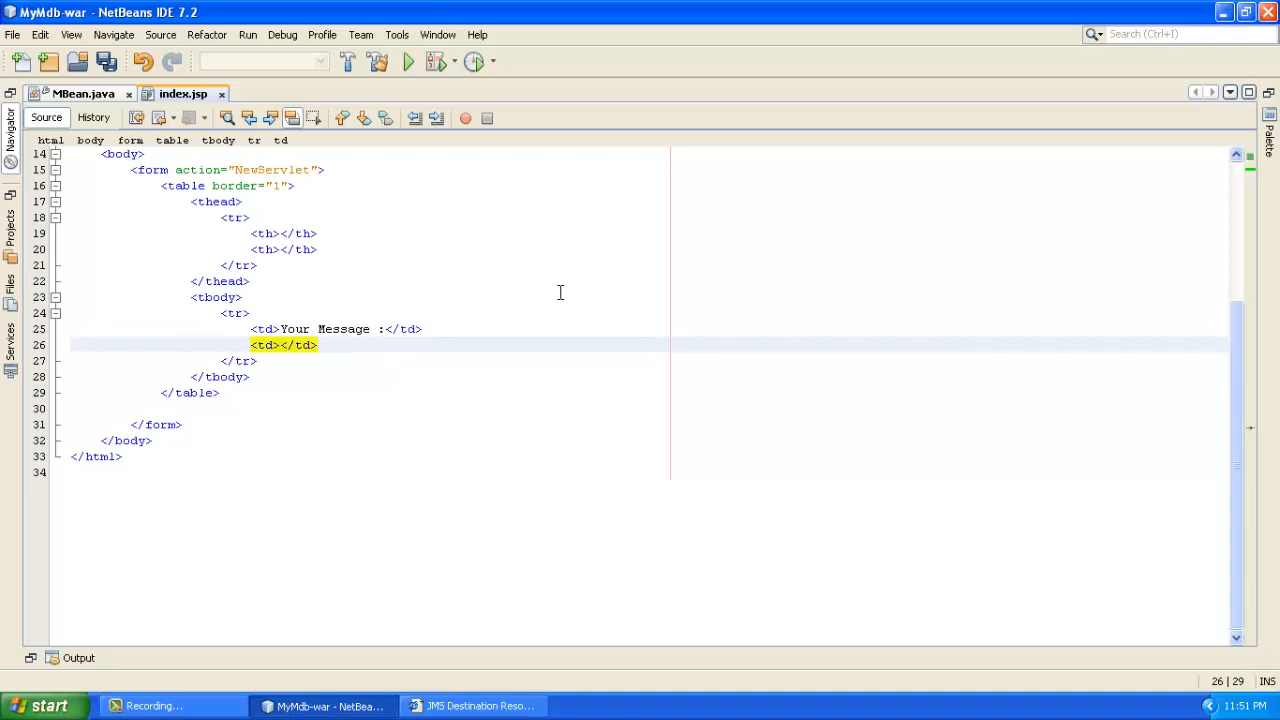 MyMdb-war - NetBeans IDE 7.2
File Edit View Navigate Source Refactor Run Debug Profile Team Tools Window Help
Search (Ctrl+I)
MBean.java x index.jsp x
Source History
html body form table tbody tr td
14 <body>
15 <form action="NewServlet">
16 <table border="1">
17 <thead>
18 <tr>
19 <th></th>
20 <th></th>
21 </tr>
22 </thead>
23 <tbody>
24 <tr>
25 <td>Your Message :</td>
26 <td></td>
27 </tr>
28 </tbody>
29 </table>
30
31 </form>
32 </body>
33 </html>
34
Navigator
Projects
Files
Services
Palette
Output
26 | 29 INS
start Recording... MyMdb-war - NetBea... JMS Destination Reso... 11:51 PM